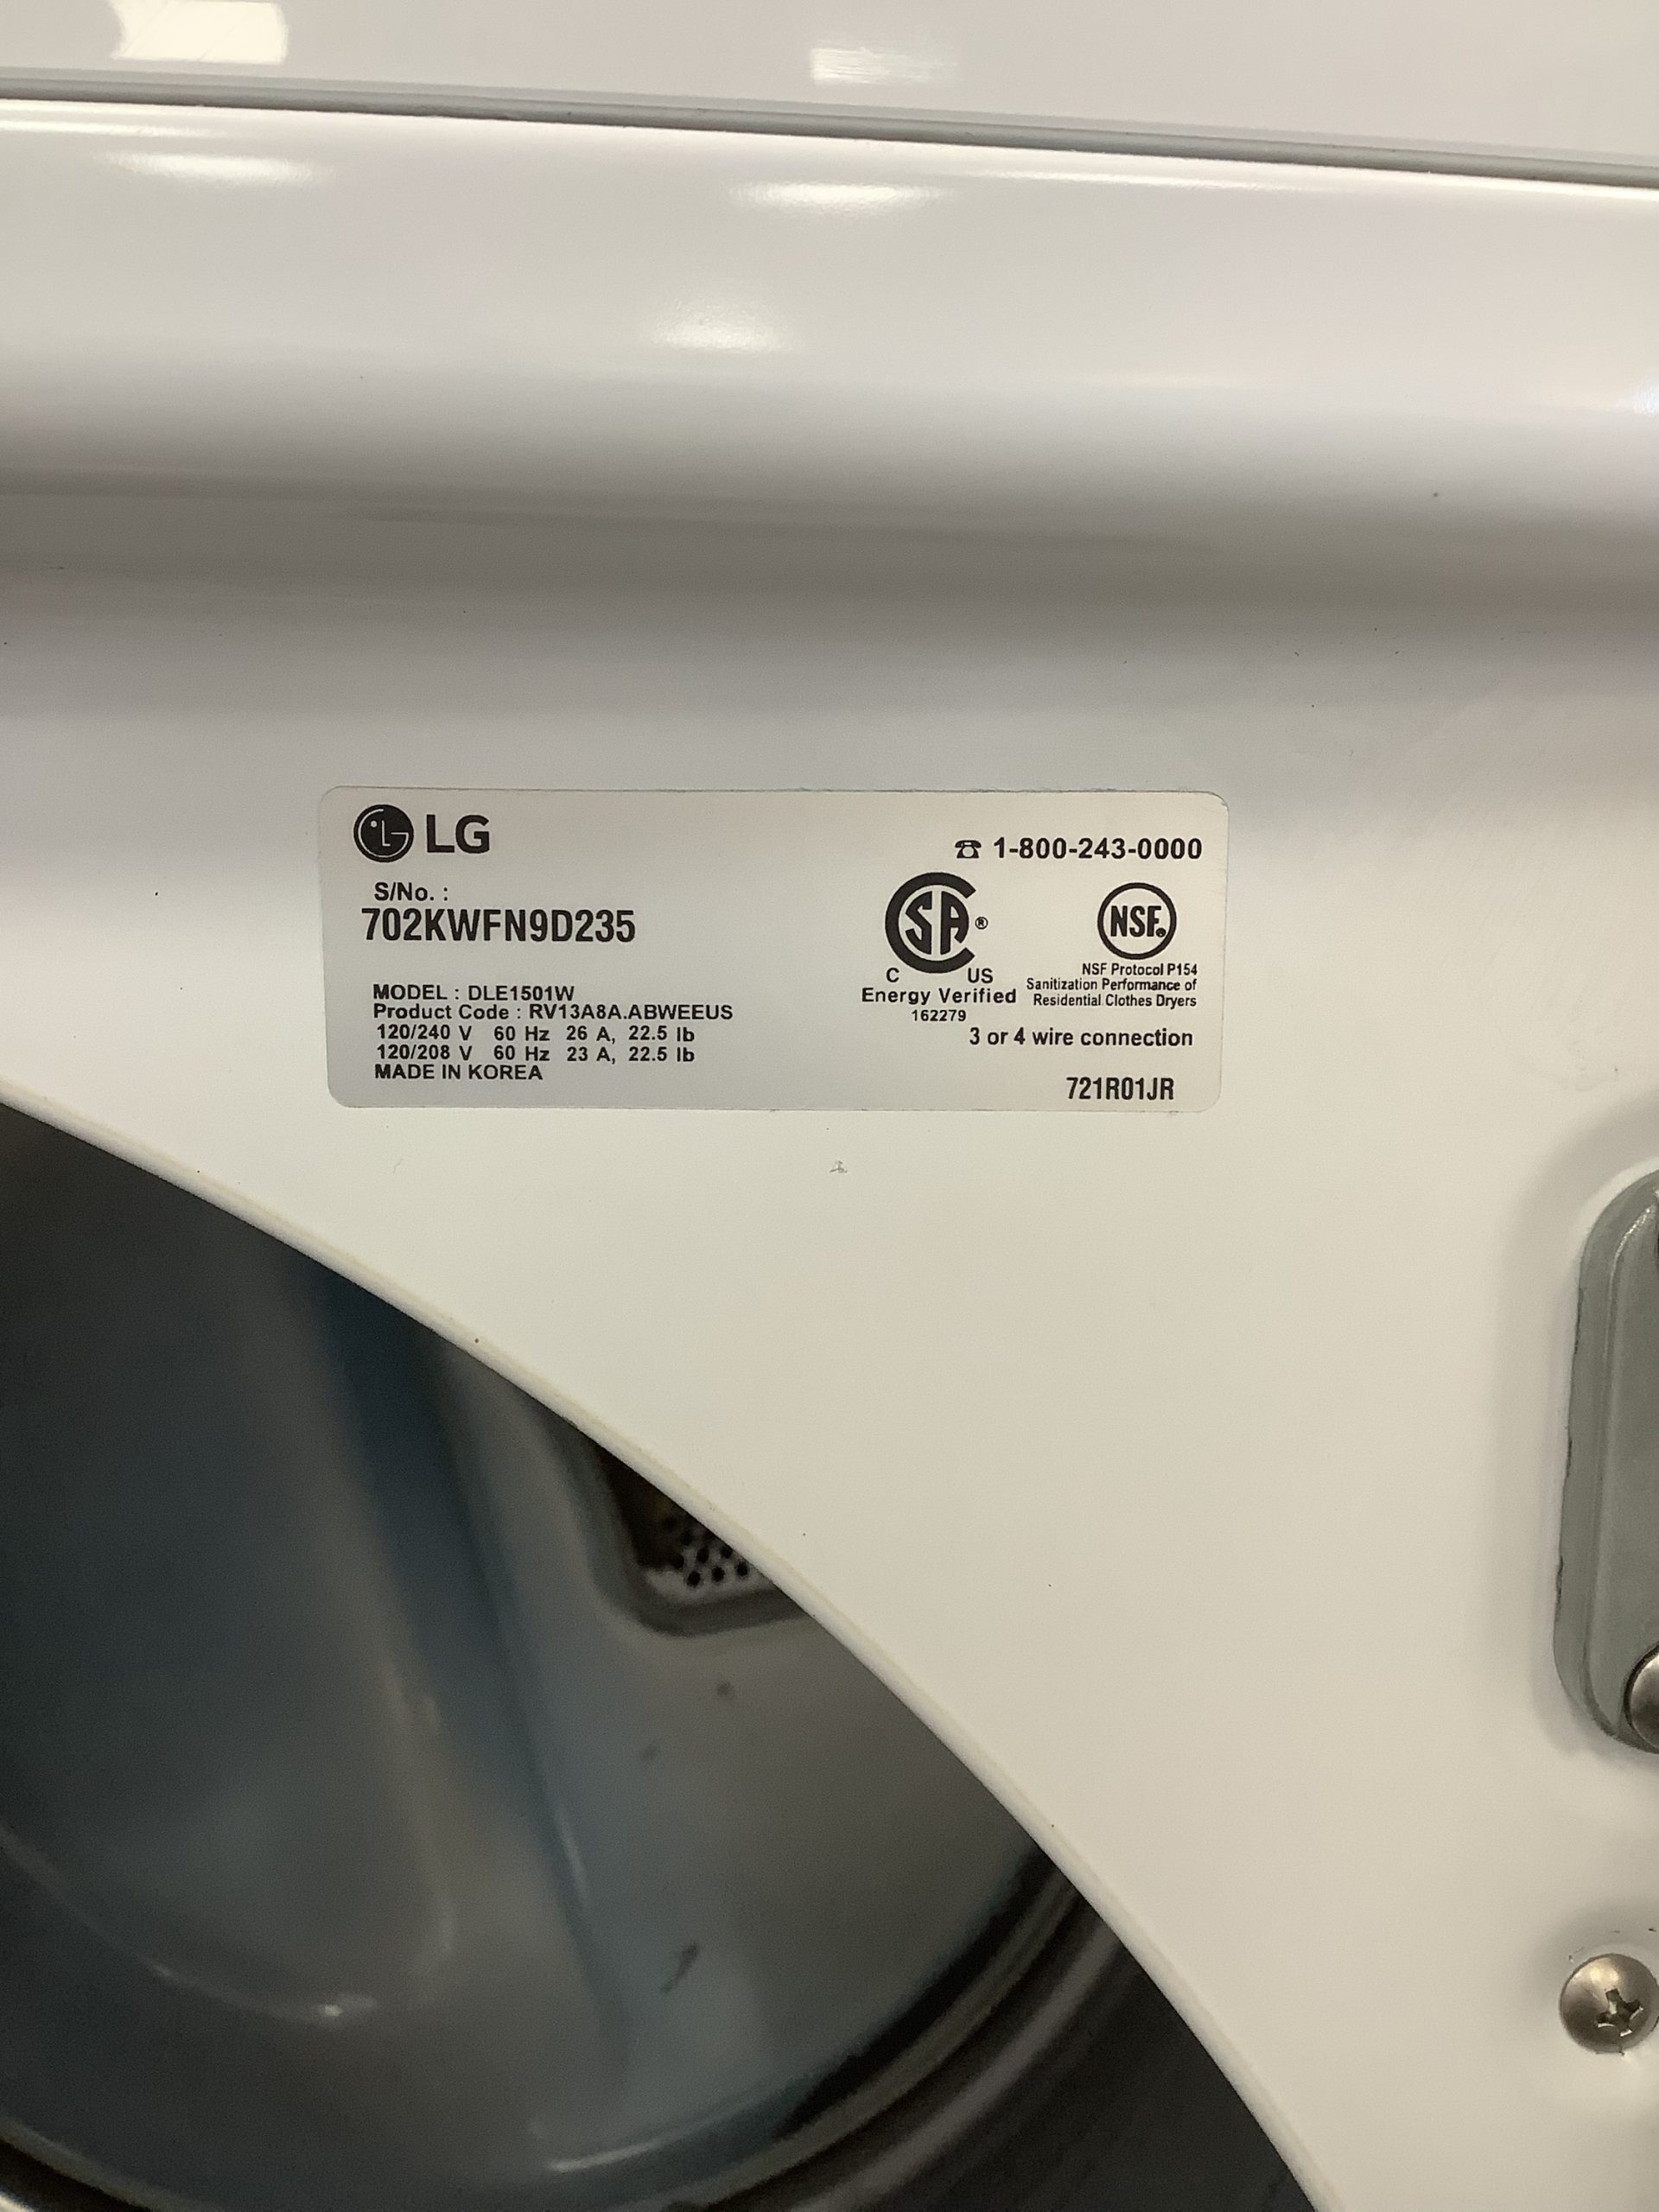 LG
S/No. :
702KWFN9D235
MODEL : DLE1501W
Product Code : RV13A8A.ABWEEUS
120/240 V 60 Hz 26 A, 22.5 lb
120/208 V 60 Hz 23 A, 22.5 lb
MADE IN KOREA
☎ 1-800-243-0000
SA®
C US
Energy Verified
162279
NSF.
NSF Protocol P154
Sanitization Performance of
Residential Clothes Dryers
3 or 4 wire connection
721R01JR